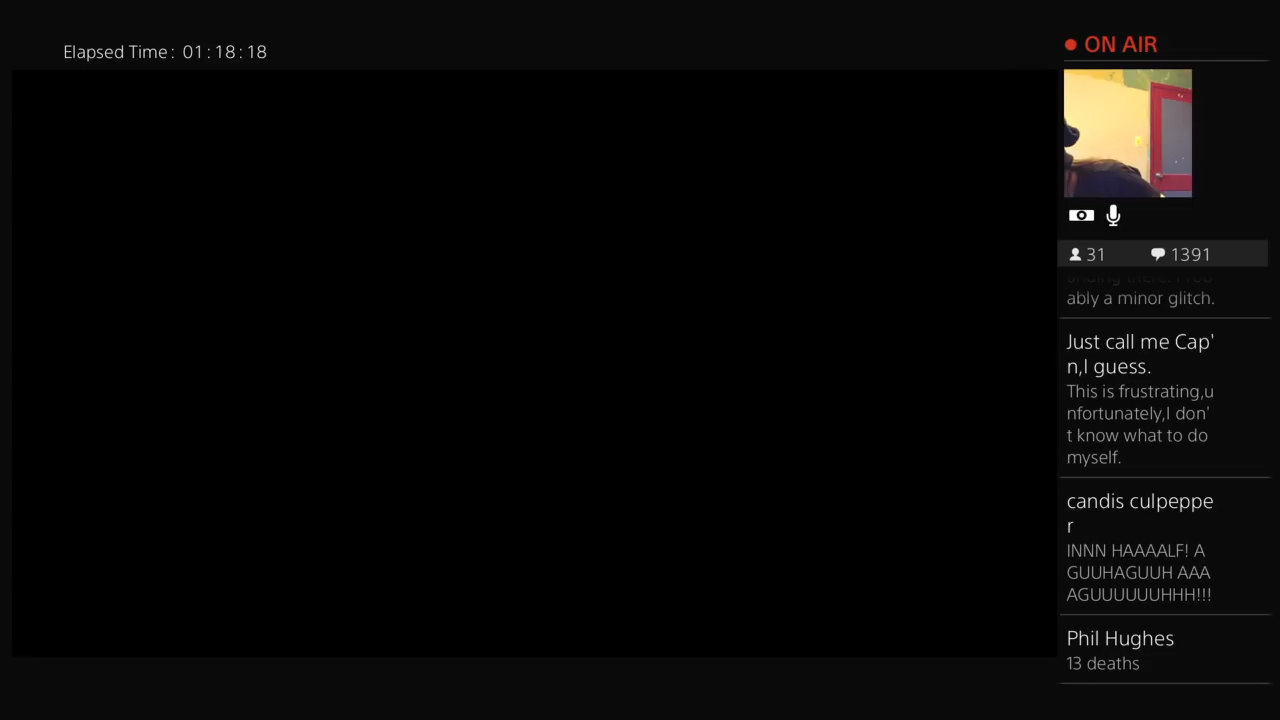 Elapsed Time: 01:18:18
ON AIR
31 1391
ably a minor glitch.
Just call me Cap'
n,I guess.
This is frustrating,u
nfortunately,I don'
t know what to do
myself.
candis culpeppe
r
INNN HAAAALF! A
GUUHAGUUH AAA
AGUUUUUUHHH!!!
Phil Hughes
13 deaths